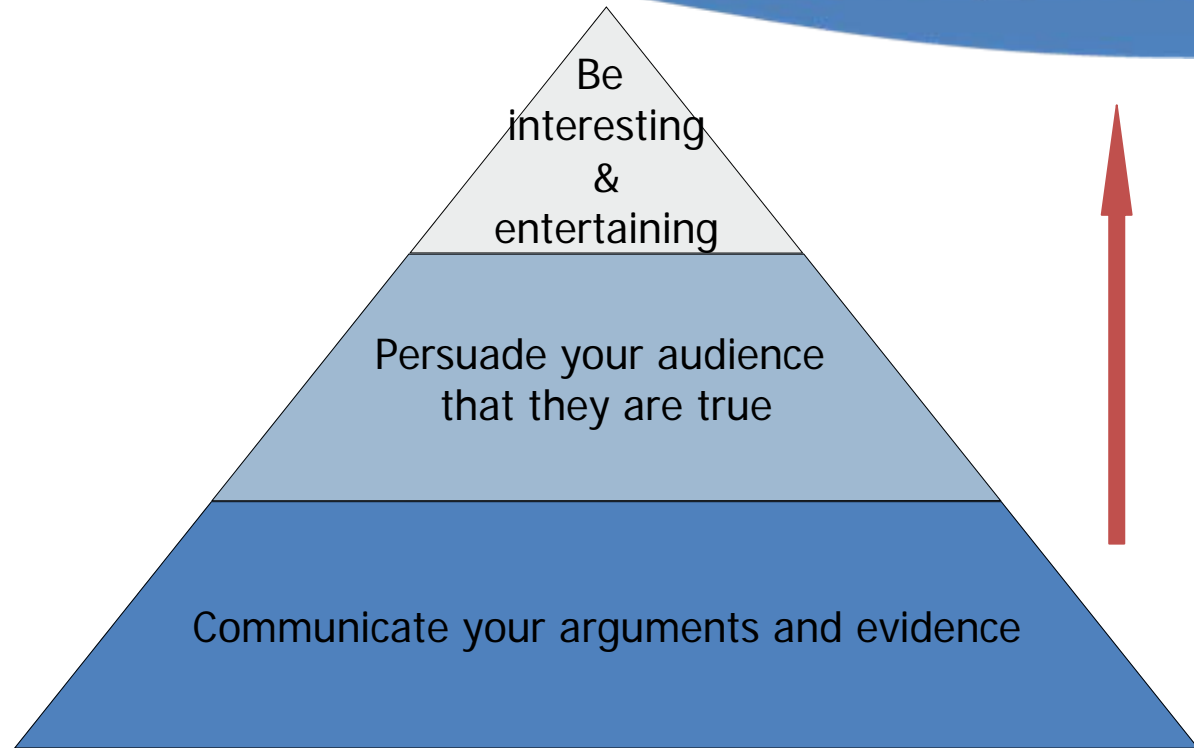 Be
interesting
&
entertaining
Persuade your audience
that they are true
Communicate your arguments and evidence